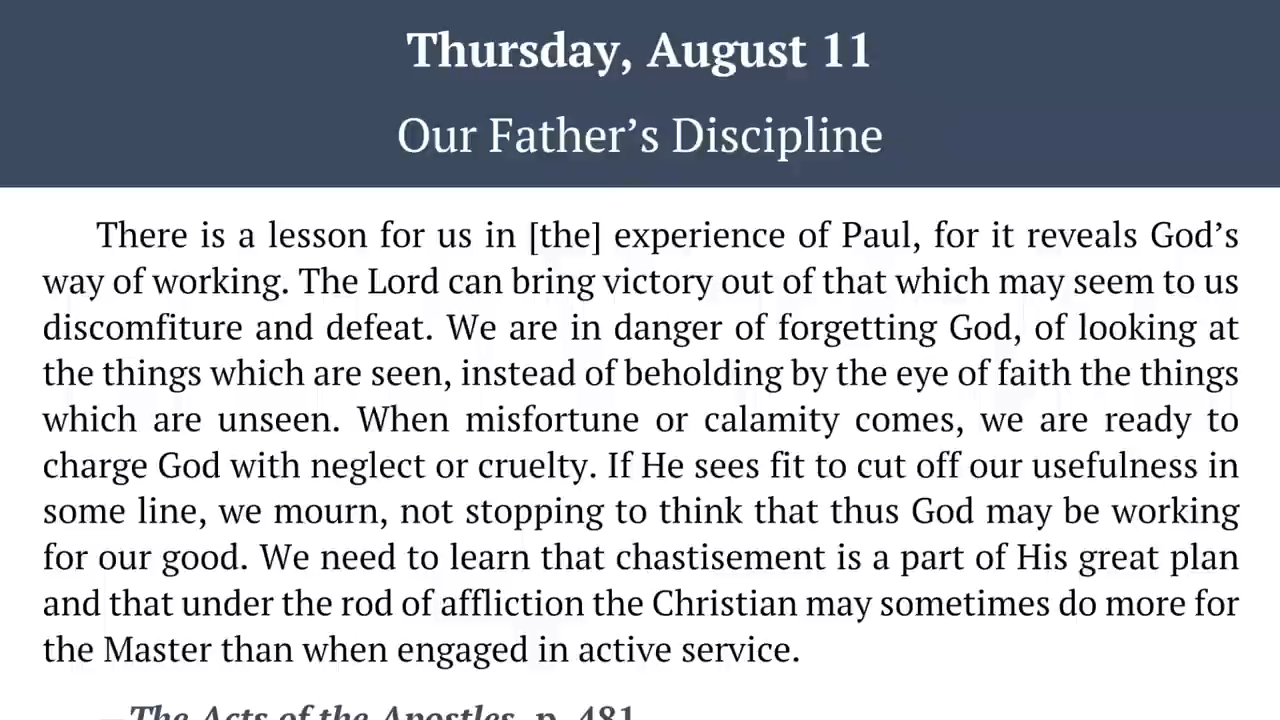 Thursday, August 11
Our Father’s Discipline
There is a lesson for us in [the] experience of Paul, for it reveals God’s
way of working. The Lord can bring victory out of that which may seem to us
discomfiture and defeat. We are in danger of forgetting God, of looking at
the things which are seen, instead of beholding by the eye of faith the things
which are unseen. When misfortune or calamity comes, we are ready to
charge God with neglect or cruelty. If He sees fit to cut off our usefulness in
some line, we mourn, not stopping to think that thus God may be working
for our good. We need to learn that chastisement is a part of His great plan
and that under the rod of affliction the Christian may sometimes do more for
the Master than when engaged in active service.
—The Acts of the Apostles, p. 481